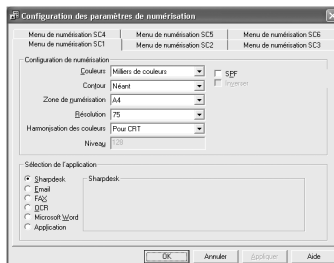 Configuration des paramètres de numérisation
Menu de numérisation SC4
Menu de numérisation SC5
Menu de numérisation SC6
Menu de numérisation SC1
Menu de numérisation SC2
Menu de numérisation SC3
Configuration de numérisation
Couleurs Milliers de couleurs
SPF
Contour Néant
Inverser
Zone de numérisation A4
Résolution 75
Harmonisation des couleurs Pour CRT
Niveau 128
Sélection de l'application
Sharpdesk
Sharpdesk
Email
FAX
OCR
Microsoft Word
Application
OK Annuler Appliquer Aide